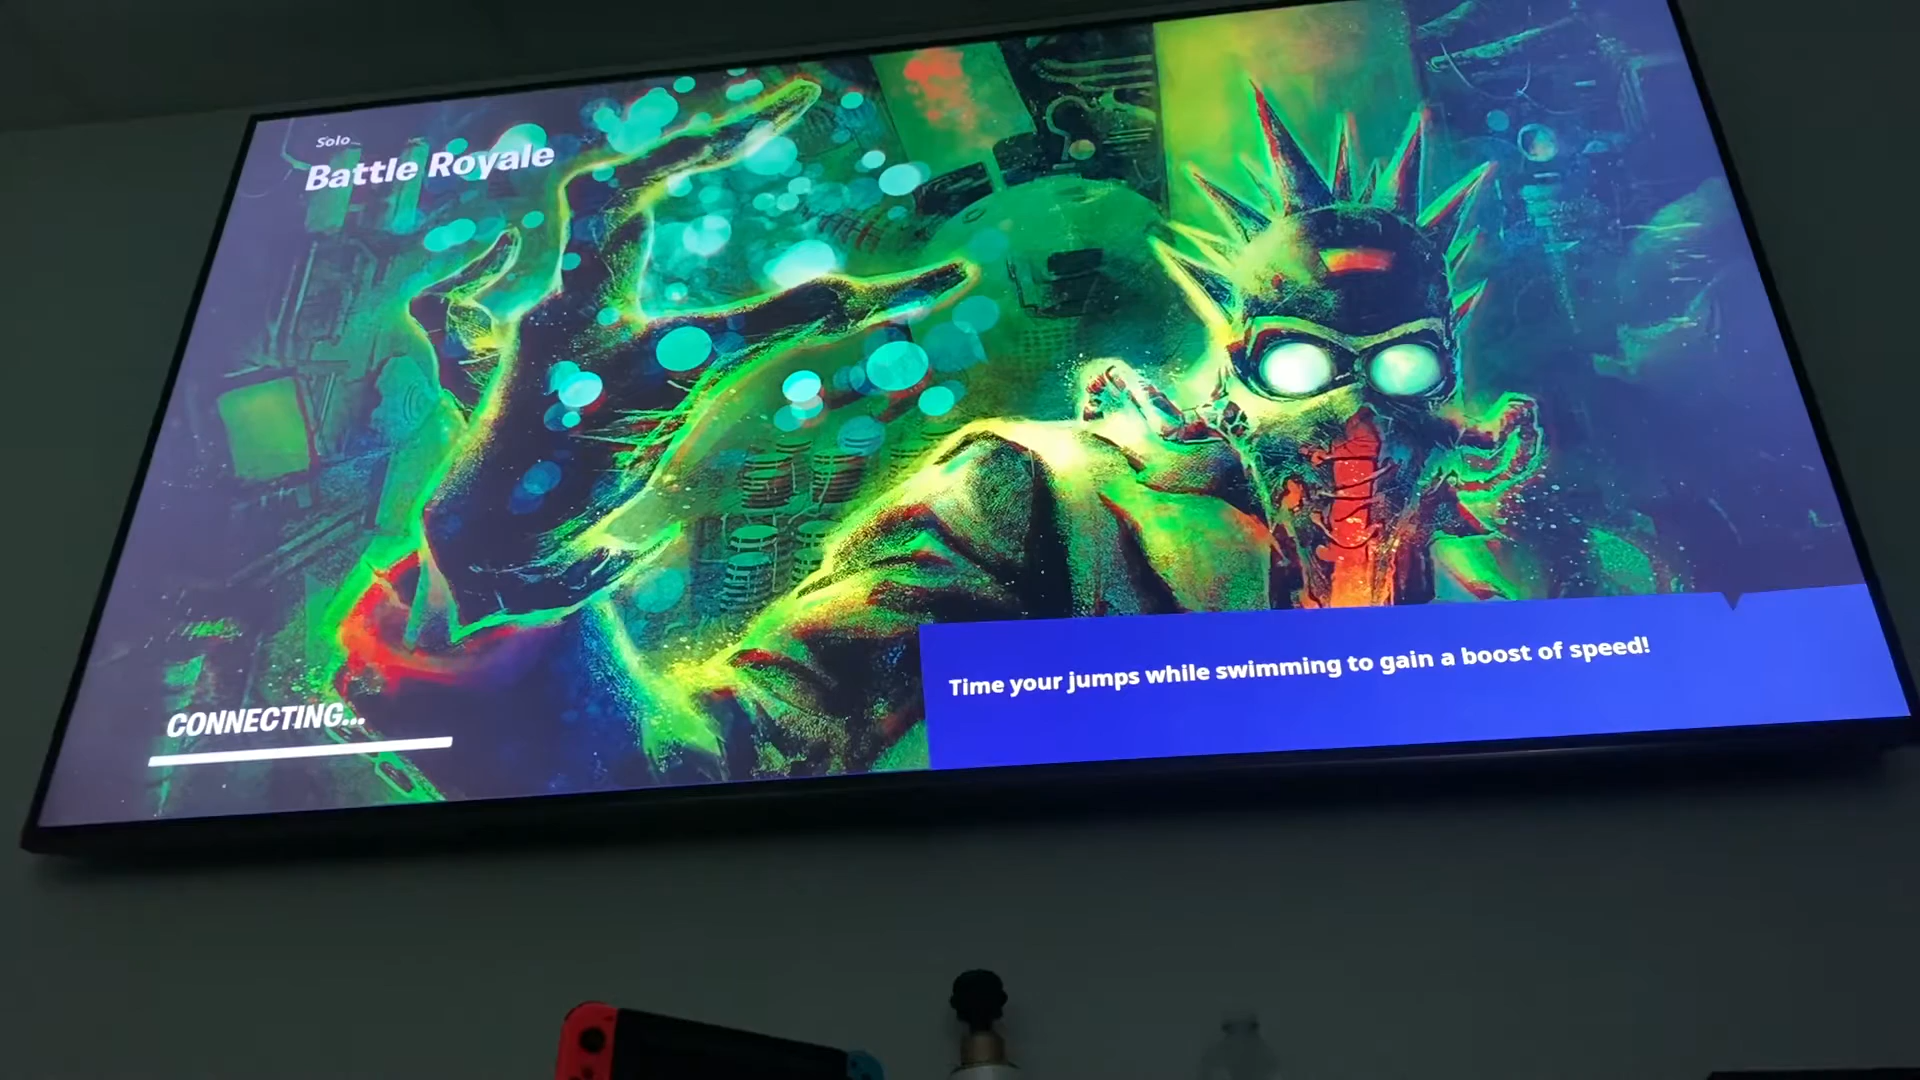 Solo
Battle Royale
CONNECTING...
Time your jumps while swimming to gain a boost of speed!